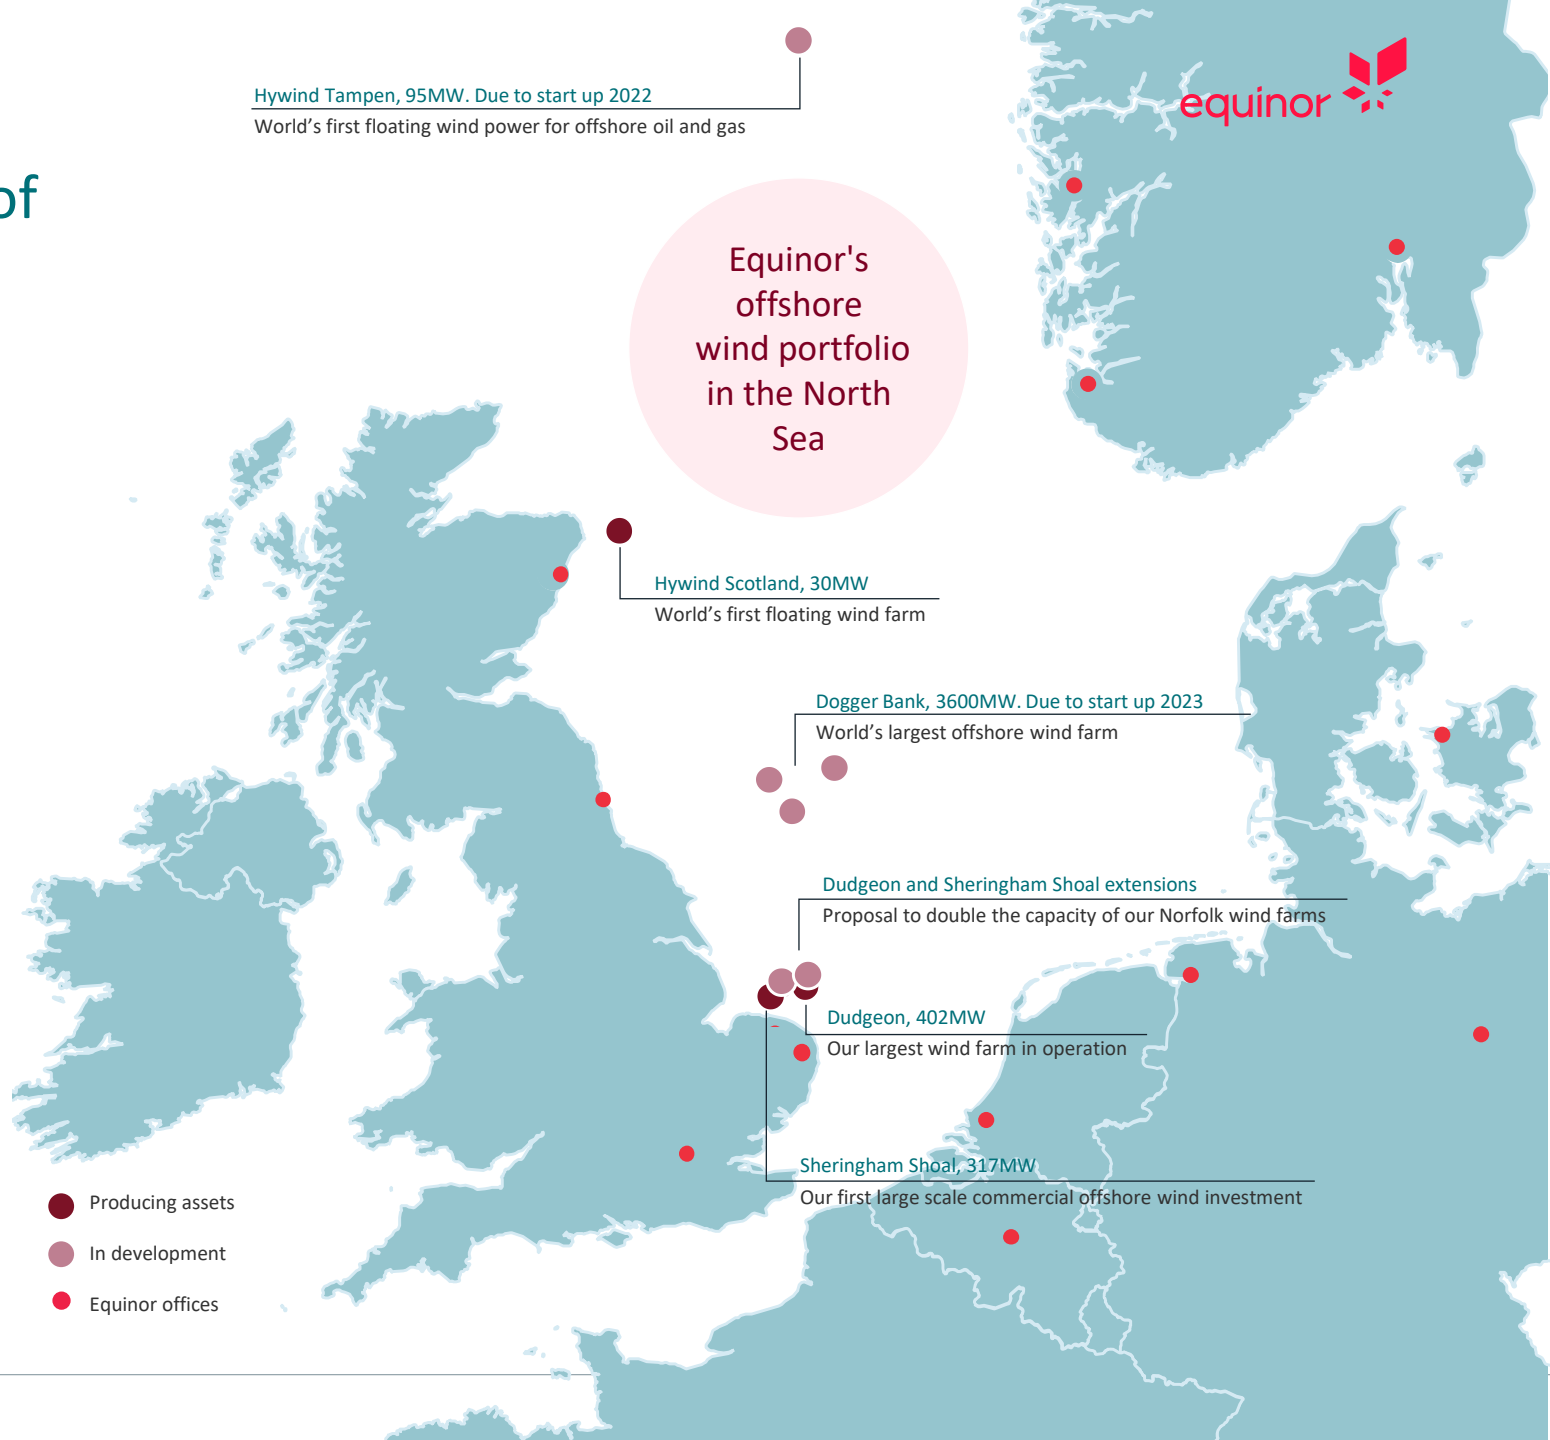 Hywind Tampen, 95MW. Due to start up 2022
World's first floating wind power for offshore oil and gas
equinor
of
Equinor's
offshore
wind portfolio
in the North
Sea
Hywind Scotland, 30MW
World's first floating wind farm
Dogger Bank, 3600MW. Due to start up 2023
World's largest offshore wind farm
Dudgeon and Sheringham Shoal extensions
Proposal to double the capacity of our Norfolk wind farms
Dudgeon, 402MW
Our largest wind farm in operation
Sheringham Shoal, 317MW
Our first large scale commercial offshore wind investment
Producing assets
In development
Equinor offices